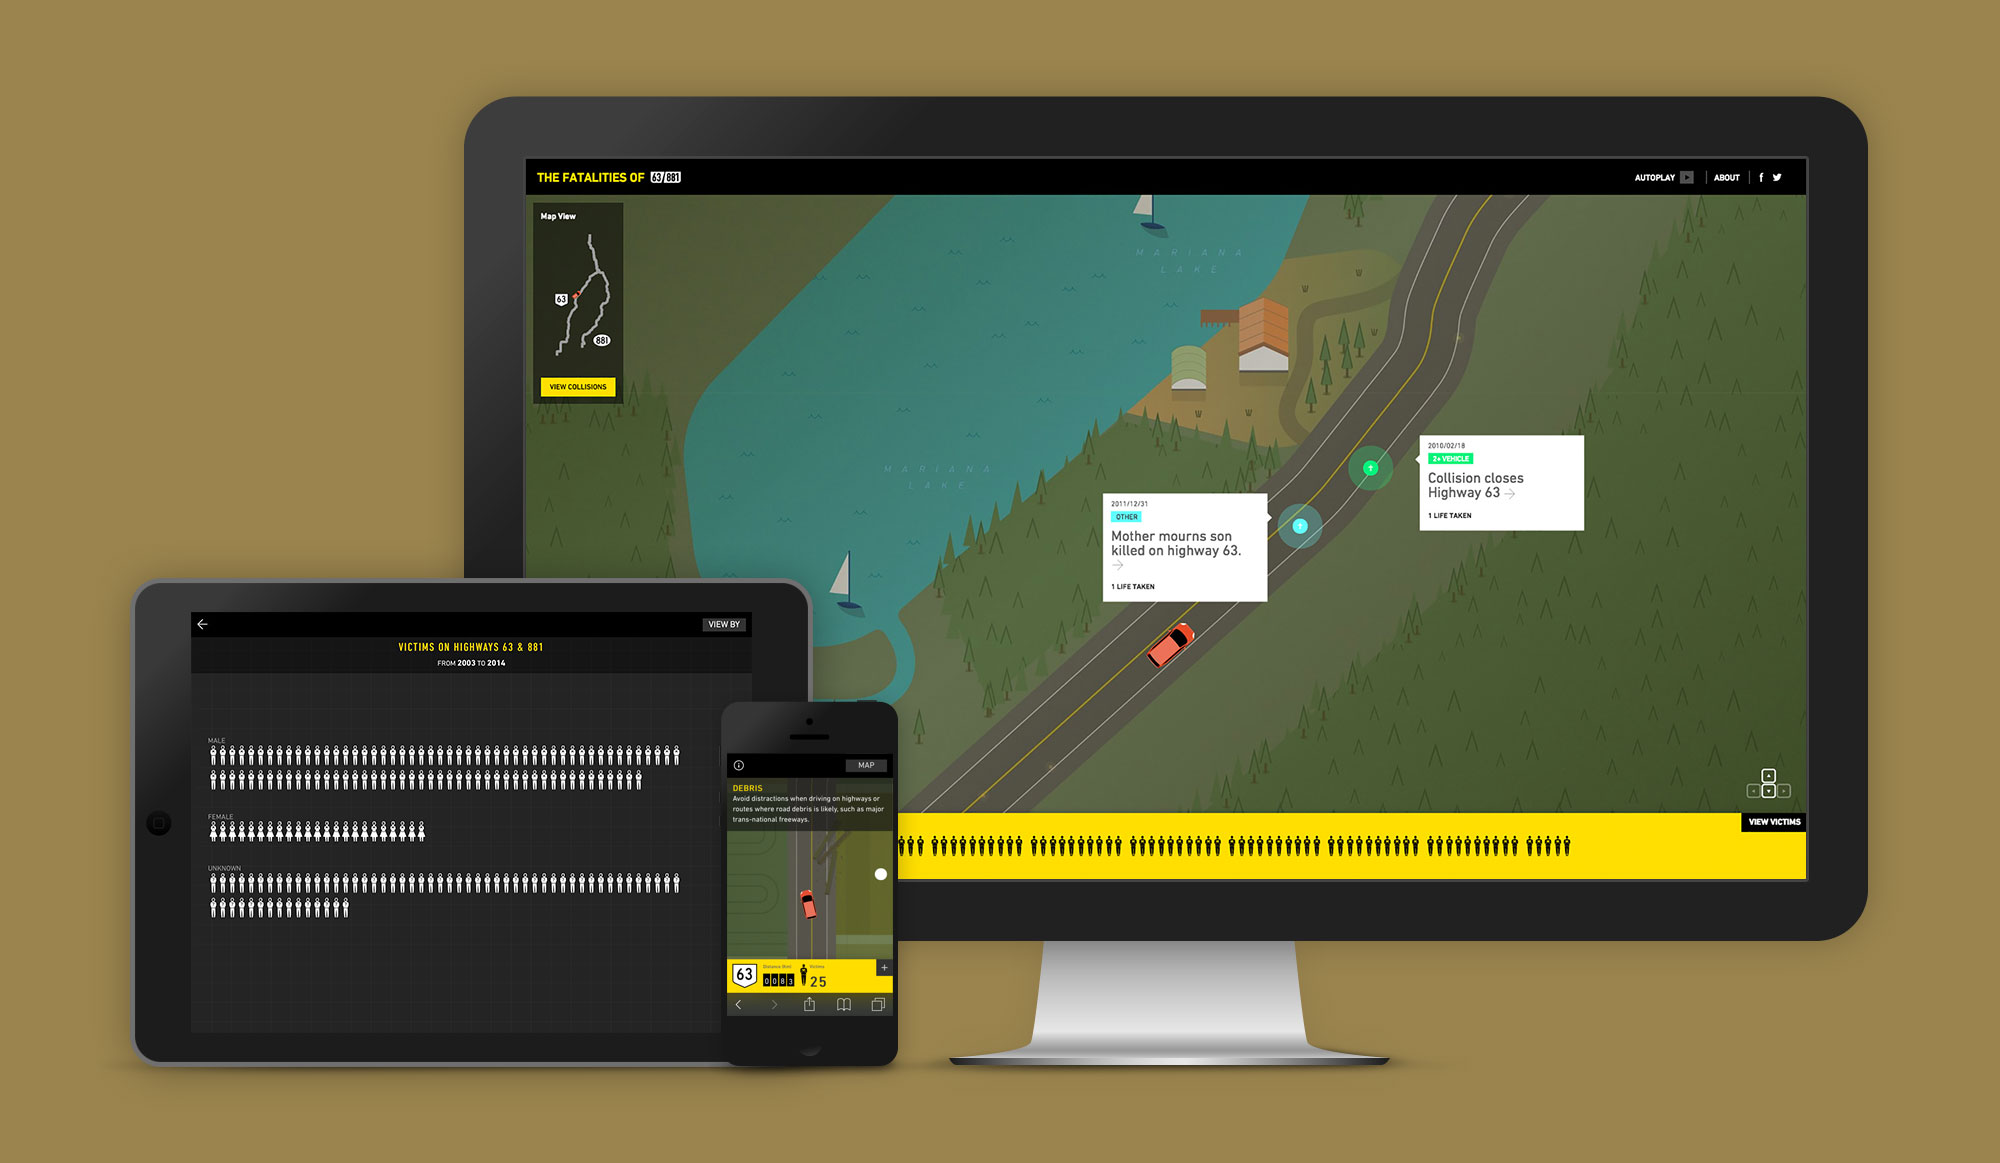 THE FATALITIES OF 63/881
AUTOPLAY
ABOUT
Map View
63
881
VIEW COLLISIONS
MARIANA
LAKE
MARIANA
LAKE
2010/02/18
2+ VEHICLE
Collision closes
Highway 63 →
1 LIFE TAKEN
2011/12/31
OTHER
Mother mourns son
killed on highway 63.
→
1 LIFE TAKEN
VIEW VICTIMS
VIEW BY
VICTIMS ON HIGHWAYS 63 & 881
FROM 2003 TO 2014
MALE
FEMALE
UNKNOWN
MAP
DEBRIS
Avoid distractions when driving on highways or
routes where road debris is likely, such as major
trans-national freeways.
63
Victims
0083
25